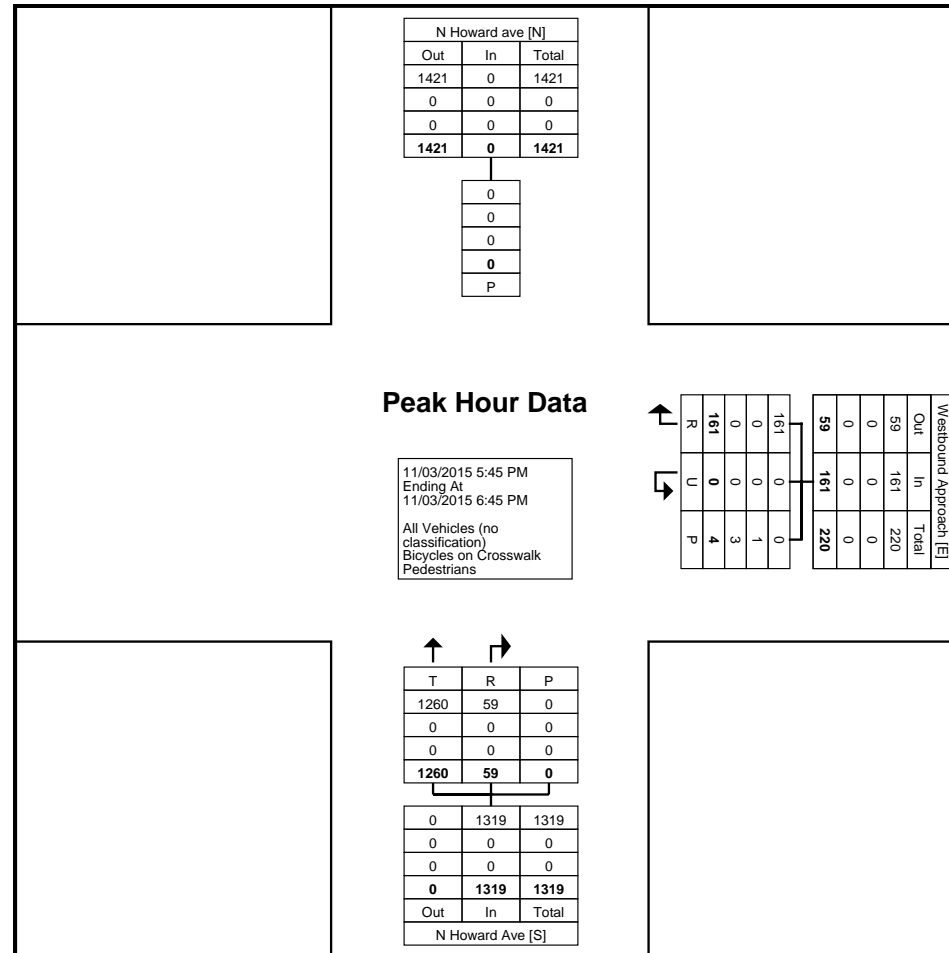 N Howard ave [N]
Out In Total
1421 0 1421
0 0 0
0 0 0
1421 0 1421
0
0
0
0
P
Peak Hour Data
11/03/2015 5:45 PM
Ending At
11/03/2015 6:45 PM
All Vehicles (no
classification)
Bicycles on Crosswalk
Pedestrians
Westbound Approach [E]
Out In Total
59 161 220
0 0 0
0 0 0
59 161 220
161 0 0
0 0 1
0 0 3
161 0 4
R U P
T R P
1260 59 0
0 0 0
0 0 0
1260 59 0
0 1319 1319
0 0 0
0 0 0
0 1319 1319
Out In Total
N Howard Ave [S]